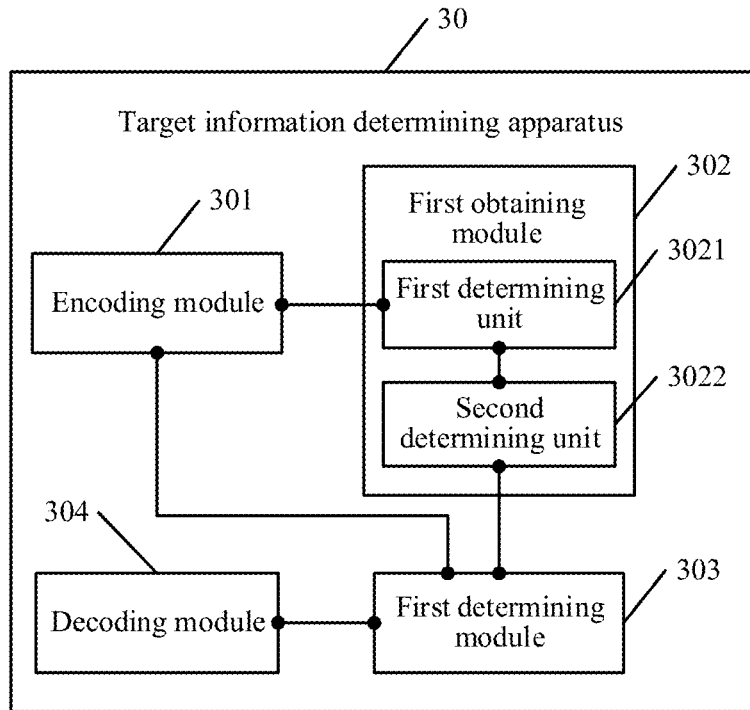 30
Target information determining apparatus
302
301
First obtaining
module
3021
Encoding module
First determining
unit
3022
Second
determining unit
304
303
Decoding module
First determining
module